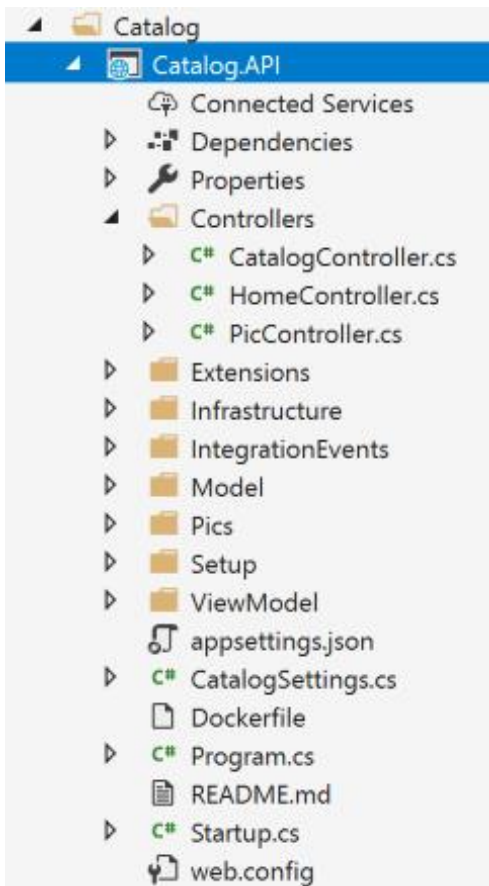 Catalog
Catalog.API
Connected Services
Dependencies
Properties
Controllers
C# CatalogController.cs
C# HomeController.cs
C# PicController.cs
Extensions
Infrastructure
IntegrationEvents
Model
Pics
Setup
ViewModel
appsettings.json
C# CatalogSettings.cs
Dockerfile
C# Program.cs
README.md
C# Startup.cs
web.config